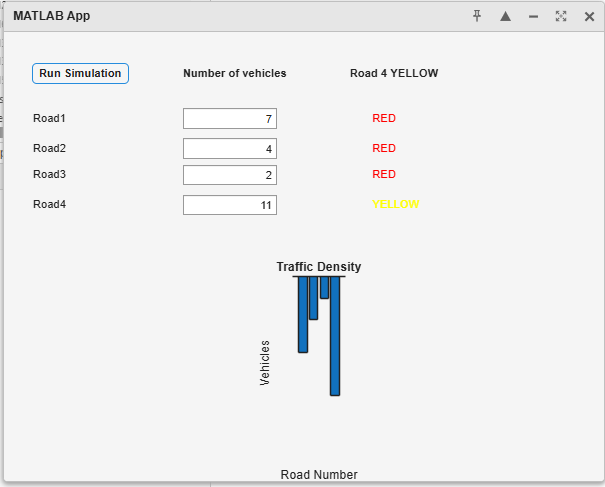 MATLAB App
Run Simulation Number of vehicles Road 4 YELLOW
Road1 7 RED
Road2 4 RED
Road3 2 RED
Road4 11 YELLOW
Traffic Density
Vehicles
Road Number